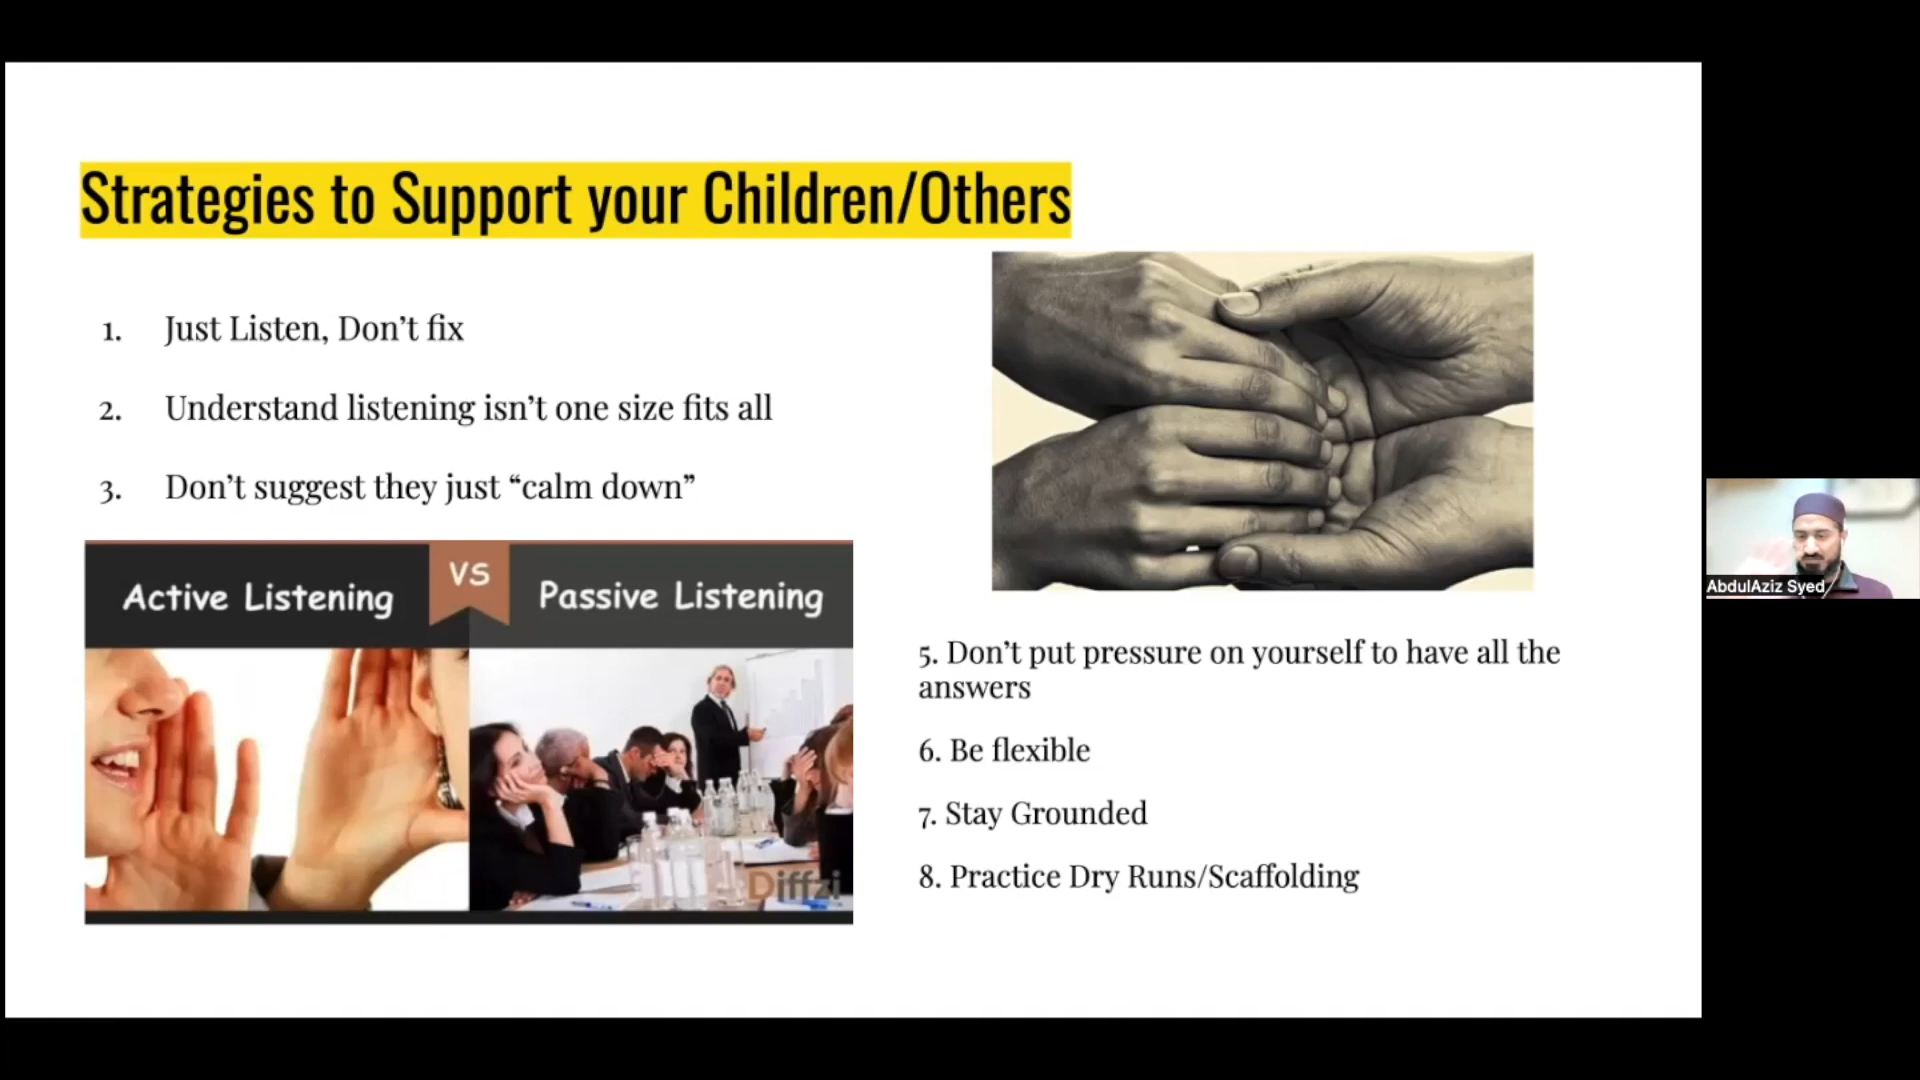 Strategies to Support your Children/Others
1. Just Listen, Don’t fix
2. Understand listening isn’t one size fits all
3. Don’t suggest they just “calm down”
Active Listening
VS
Passive Listening
Diffzi
5. Don’t put pressure on yourself to have all the
answers
6. Be flexible
7. Stay Grounded
8. Practice Dry Runs/Scaffolding
AbdulAziz Syed